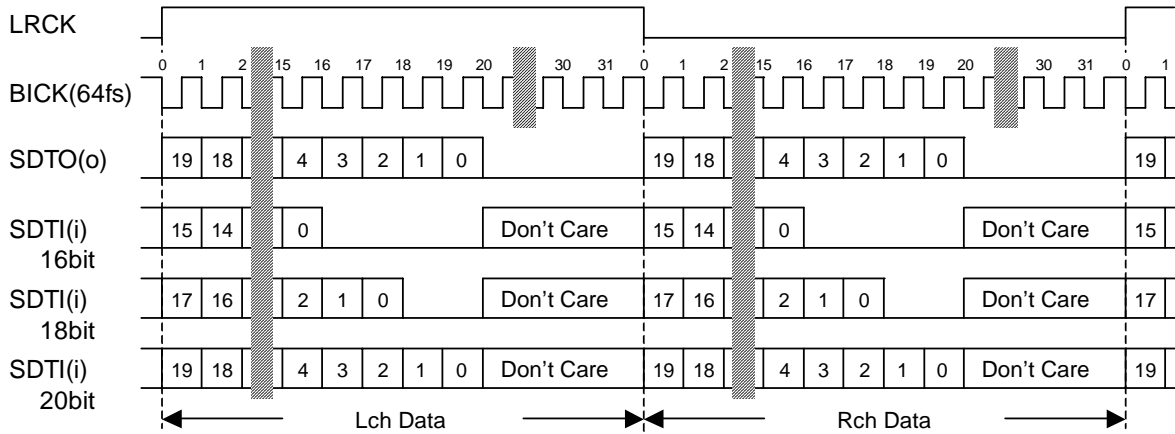 LRCK
0 1 2 15 16 17 18 19 20 30 31 0 1 2 15 16 17 18 19 20 30 31 0 1
BICK(64fs)
SDTO(o) 19 18 4 3 2 1 0 19 18 4 3 2 1 0 19
SDTI(i) 15 14 0 Don't Care 15 14 0 Don't Care 15
16bit
SDTI(i) 17 16 2 1 0 Don't Care 17 16 2 1 0 Don't Care 17
18bit
SDTI(i) 19 18 4 3 2 1 0 Don't Care 19 18 4 3 2 1 0 Don't Care 19
20bit
Lch Data Rch Data